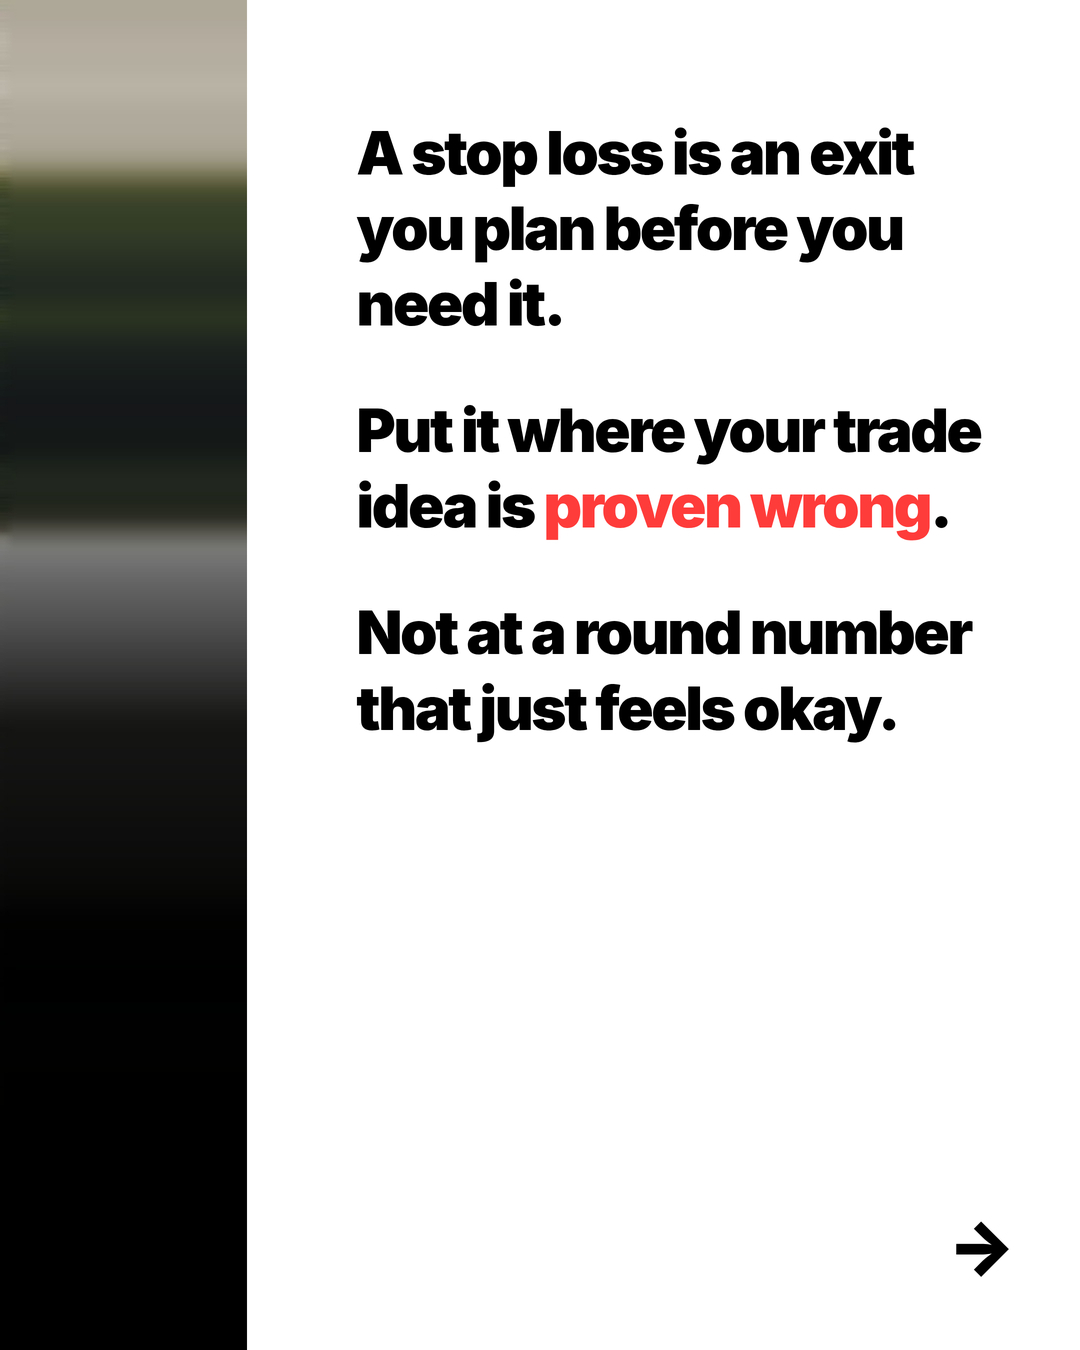 A stop loss is an exit
you plan before you
need it.
Put it where your trade
idea is proven wrong.
Not at a round number
that just feels okay.